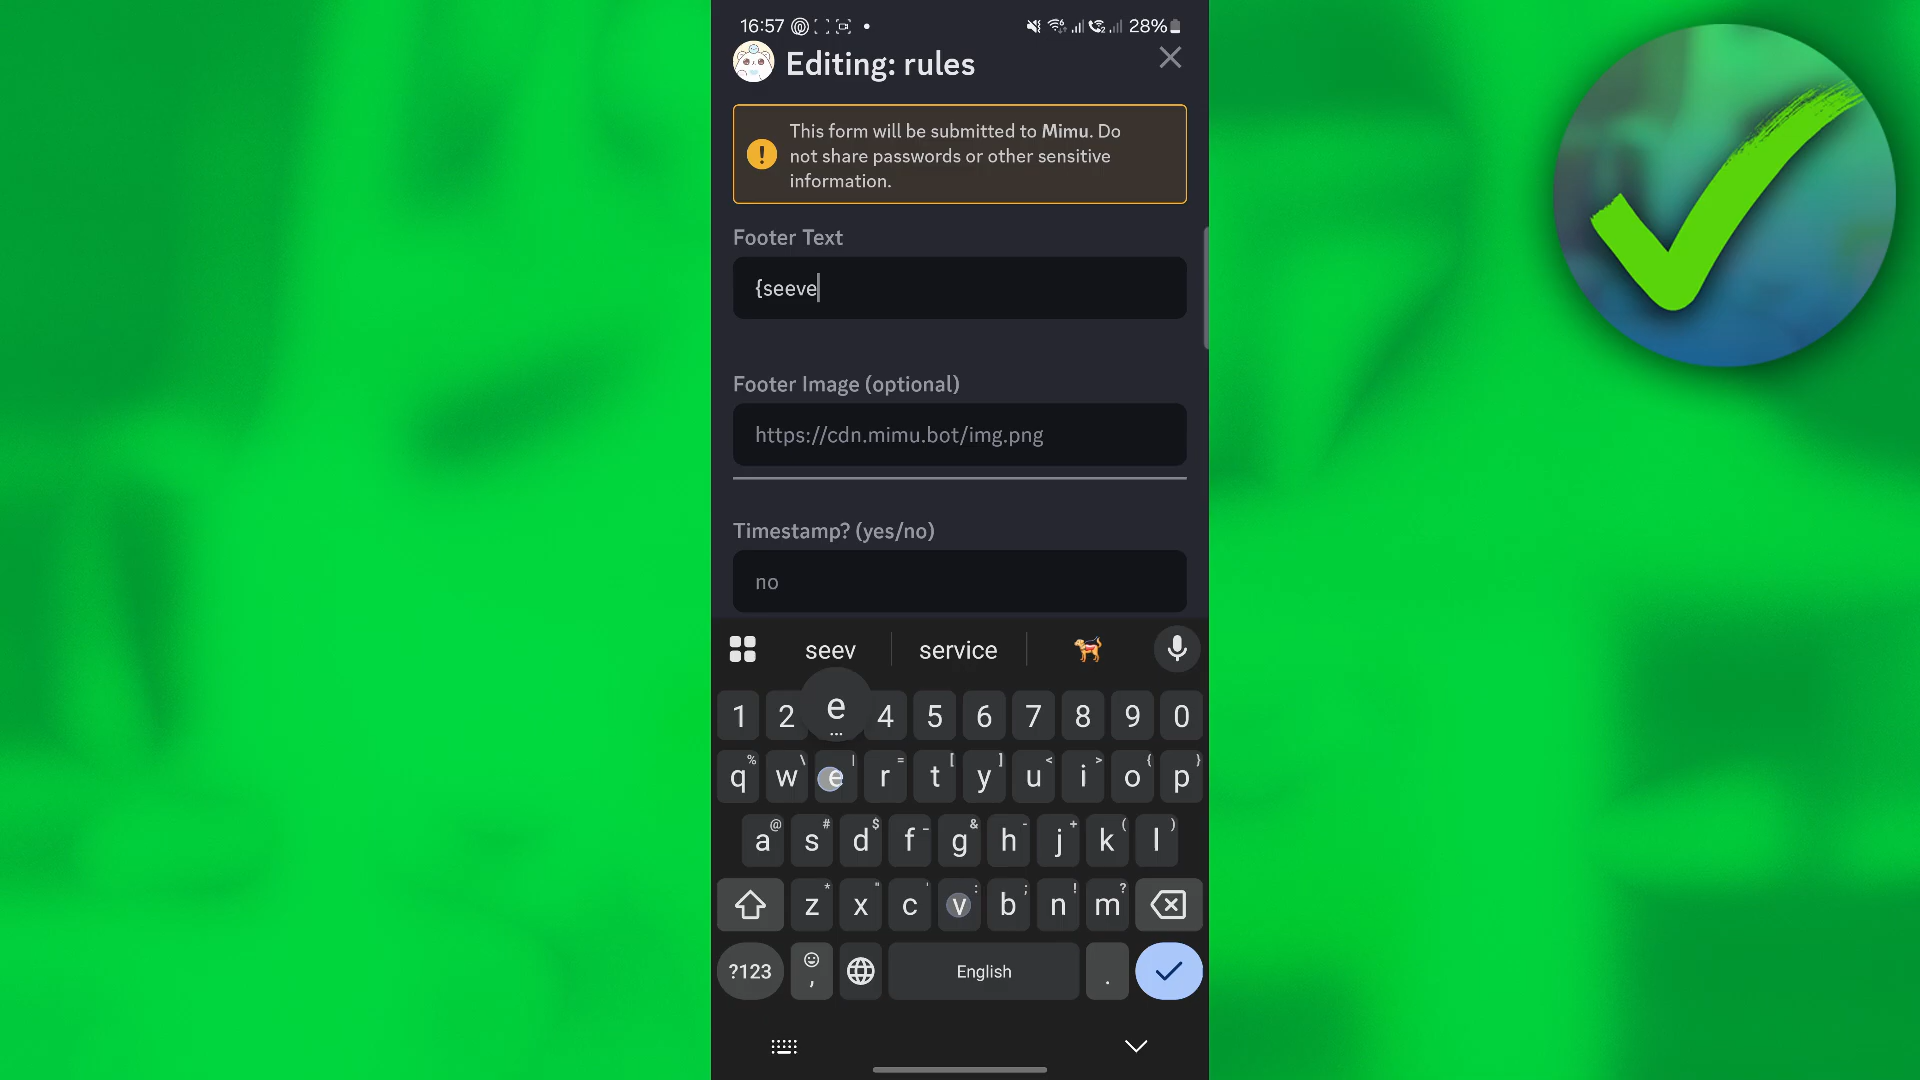 16:57
28%
Editing: rules
This form will be submitted to Mimu. Do
not share passwords or other sensitive
information.
Footer Text
{seeve
Footer Image (optional)
https://cdn.mimu.bot/img.png
Timestamp? (yes/no)
no
seev service
e
1 2 4 5 6 7 8 9 0
% \ | = [ ] < > { }
q w e r t y u i o p
@ # $ _ & - + ( )
a s d f g h j k l
* " ' : ; ! ?
z x c v b n m
?123 , English .